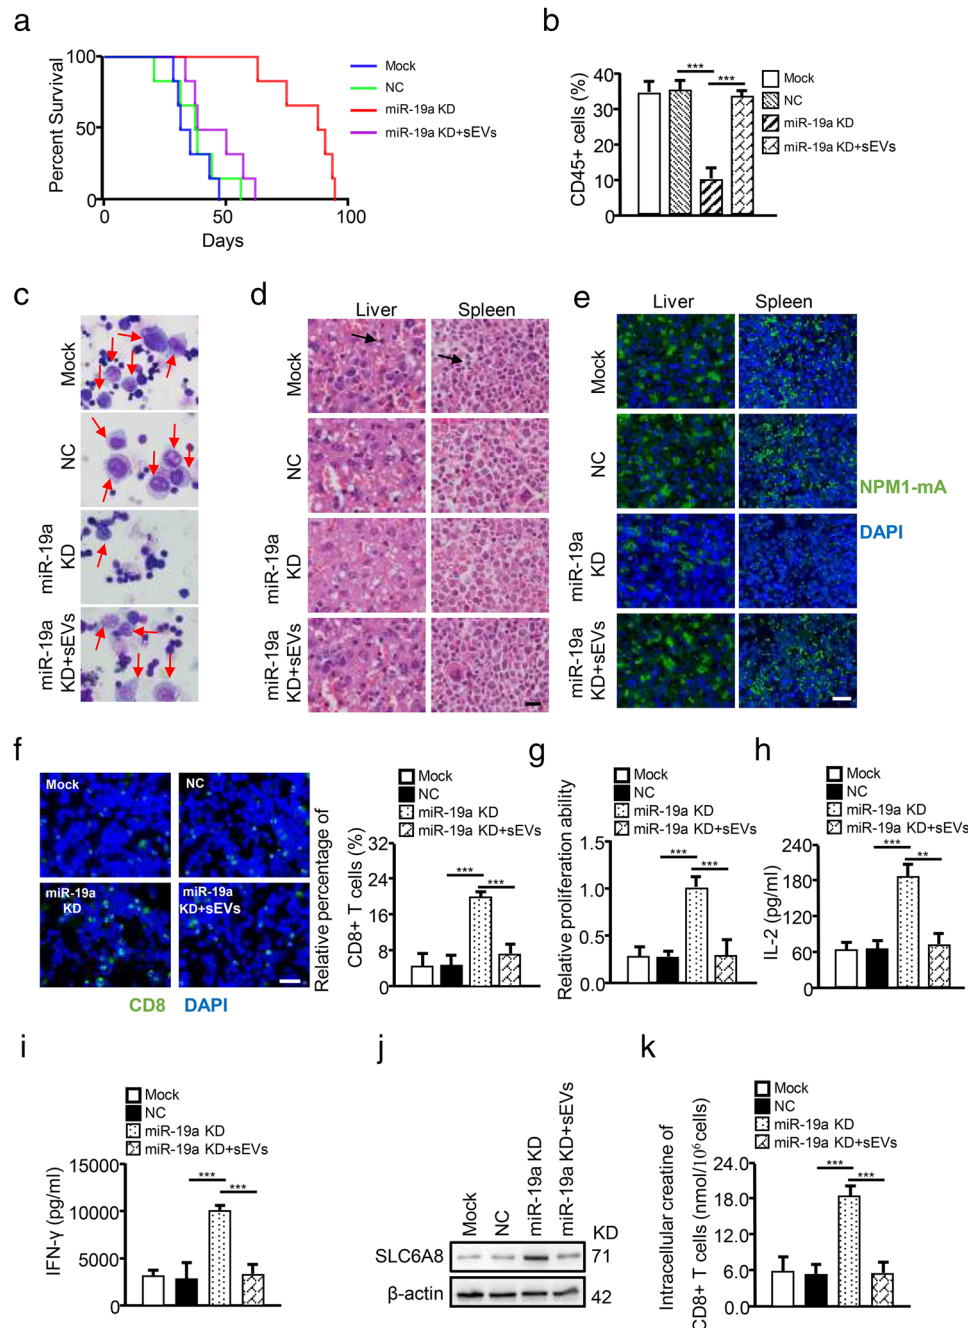 a
Percent Survival
100
50
0
0
50
100
Days
Mock
NC
miR-19a KD
miR-19a KD+sEVs
b
CD45+ cells (%)
40
30
20
10
0
***
***
Mock
NC
miR-19a KD
miR-19a KD+sEVs
c
Mock
NC
miR-19a
KD
miR-19a
KD+sEVs
d
Liver
Spleen
Mock
NC
miR-19a
KD
miR-19a
KD+sEVs
e
Liver
Spleen
Mock
NC
miR-19a
KD
miR-19a
KD+sEVs
NPM1-mA
DAPI
f
Mock
NC
miR-19a
KD
miR-19a
KD+sEVs
CD8
DAPI
Relative percentage of
CD8+ T cells (%)
24
16
8
0
***
***
Mock
NC
miR-19a KD
miR-19a KD+sEVs
g
Relative proliferation ability
1.5
1.0
0.5
0.0
***
***
Mock
NC
miR-19a KD
miR-19a KD+sEVs
h
IL-2 (pg/ml)
240
180
120
60
0
***
**
Mock
NC
miR-19a KD
miR-19a KD+sEVs
i
IFN-γ (pg/ml)
15000
10000
5000
0
***
***
Mock
NC
miR-19a KD
miR-19a KD+sEVs
j
Mock
NC
miR-19a KD
miR-19a KD+sEVs
KD
SLC6A8
71
β-actin
42
k
Intracellular creatine of
CD8+ T cells (nmol/10⁶ cells)
24.0
18.0
12.0
6.0
0.0
***
***
Mock
NC
miR-19a KD
miR-19a KD+sEVs